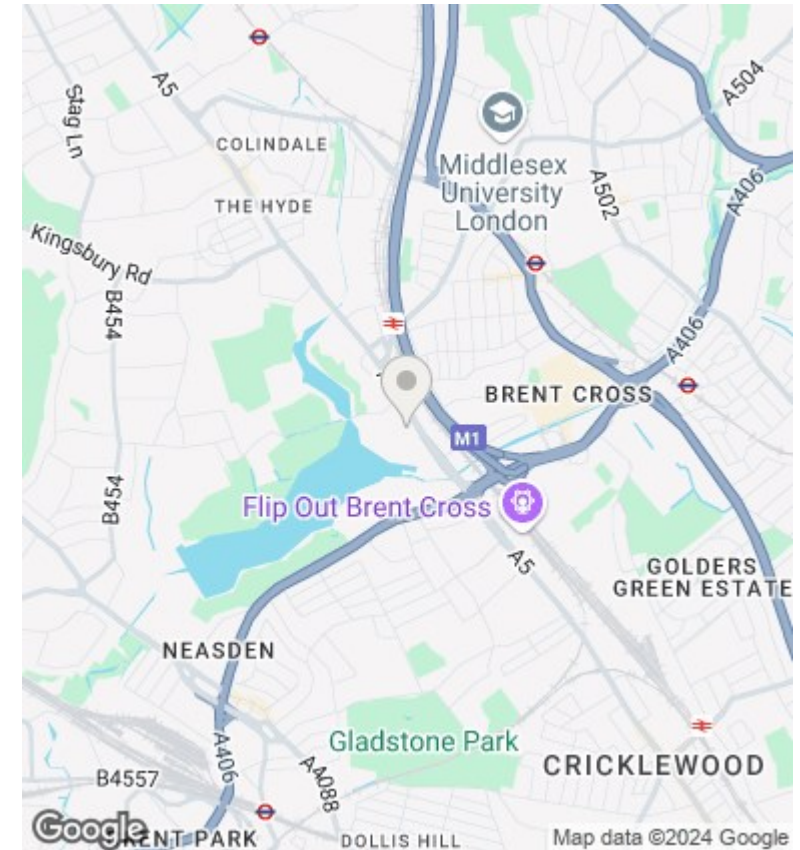 A5
Stag Ln
COLINDALE
A504
Middlesex
University
London
THE HYDE
A502
A406
Kingsbury Rd
B454
A406
BRENT CROSS
M1
B454
Flip Out Brent Cross
A5
GOLDERS
GREEN ESTATE
NEASDEN
Gladstone Park
A406
A4088
CRICKLEWOOD
B4557
Google
BRENT PARK
DOLLIS HILL
Map data ©2024 Google